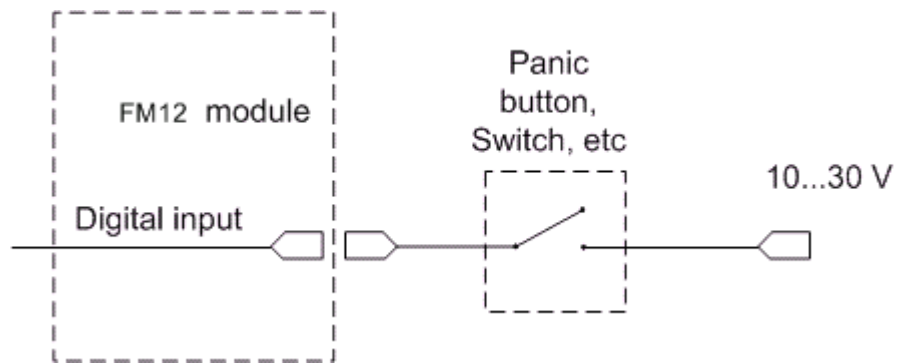 FM12 module
Digital input
Panic
button,
Switch, etc
10...30 V